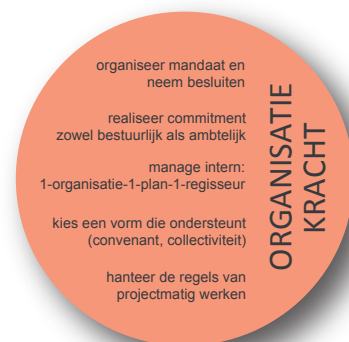 organiseer mandaat en
neem besluiten
realiseer commitment
zowel bestuurlijk als ambtelijk
manage intern:
1-organisatie-1-plan-1-regisseur
kies een vorm die ondersteunt
(convenant, collectiviteit)
hanteer de regels van
projectmatig werken
ORGANISATIE
KRACHT